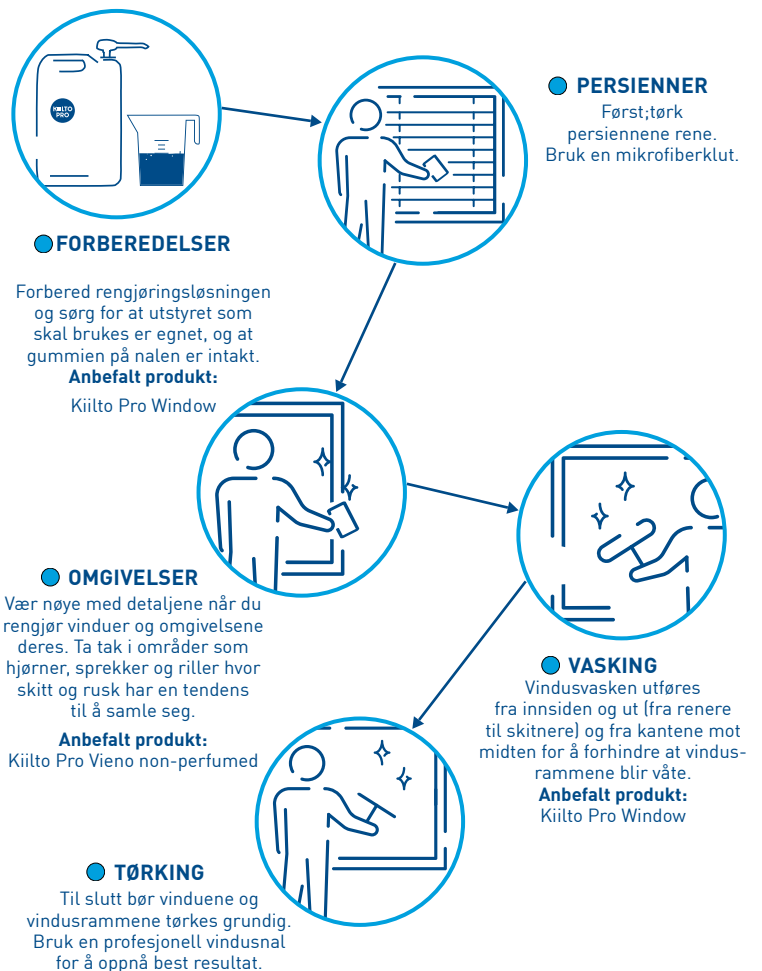 KIILTO
PRO
FORBEREDELSER
Forbered rengjøringsløsningen
og sørg for at utstyret som
skal brukes er egnet, og at
gummien på nalen er intakt.
Anbefalt produkt:
Kiilto Pro Window
PERSIENNER
Først;tørk
persiennene rene.
Bruk en mikrofiberklut.
OMGIVELSER
Vær nøye med detaljene når du
rengjør vinduer og omgivelsene
deres. Ta tak i områder som
hjørner, sprekker og riller hvor
skitt og rusk har en tendens
til å samle seg.
Anbefalt produkt:
Kiilto Pro Vieno non-perfumed
VASKING
Vindusvasken utføres
fra innsiden og ut (fra renere
til skitnere) og fra kantene mot
midten for å forhindre at vindus-
rammene blir våte.
Anbefalt produkt:
Kiilto Pro Window
TØRKING
Til slutt bør vinduene og
vindusrammene tørkes grundig.
Bruk en profesjonell vindusnal
for å oppnå best resultat.